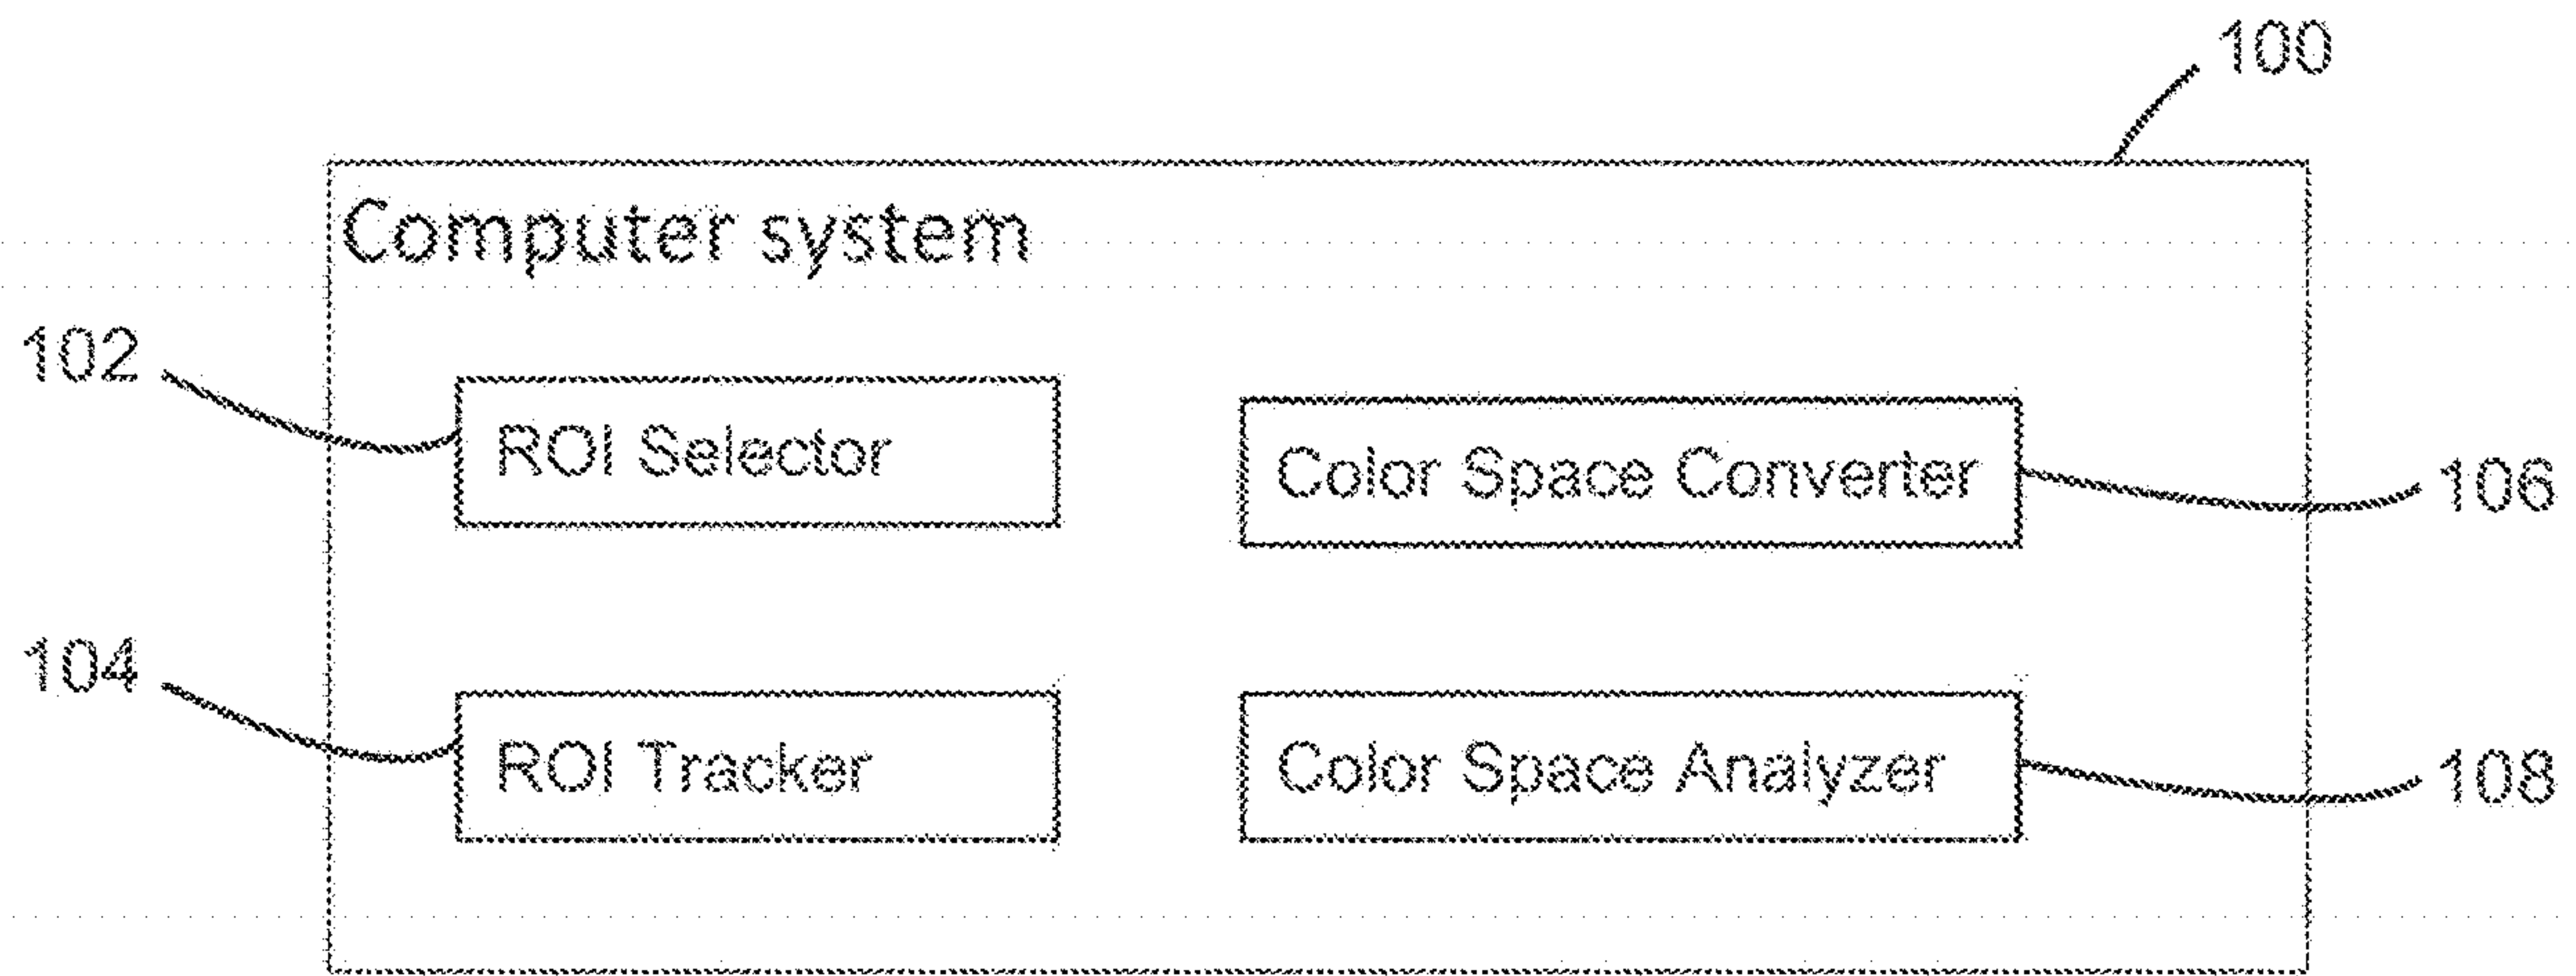 100
Computer system
102
ROI Selector
Color Space Converter
106
104
ROI Tracker
Color Space Analyzer
108